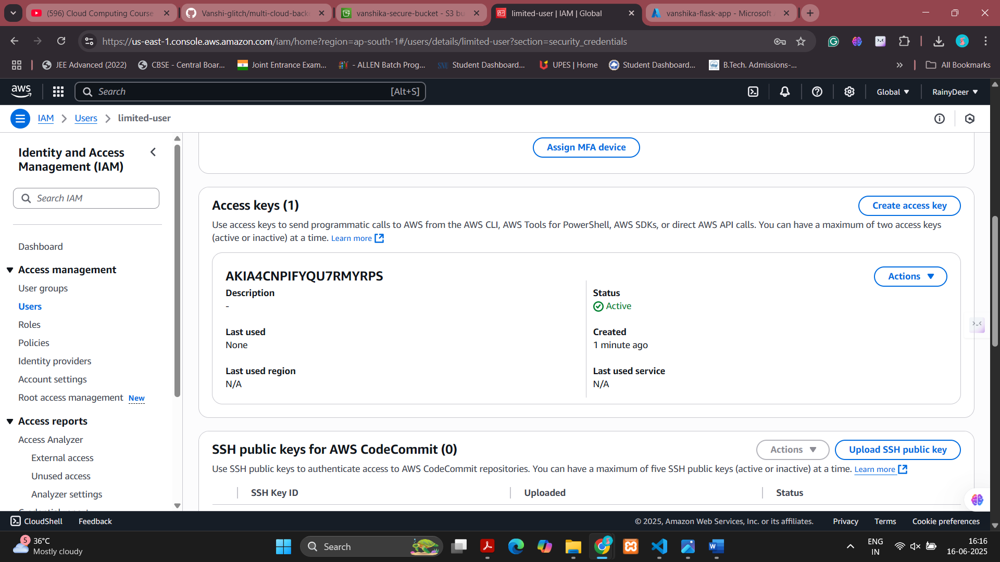 (596) Cloud Computing Course
Vanshi-glitch/multi-cloud-back
vanshika-secure-bucket - S3 bu
limited-user | IAM | Global
vanshika-flask-app - Microsoft
https://us-east-1.console.aws.amazon.com/iam/home?region=ap-south-1#/users/details/limited-user?section=security_credentials
JEE Advanced (2022)
CBSE - Central Boar...
Joint Entrance Exam...
- ALLEN Batch Prog...
SNU Student Dashboard...
UPES | Home
Student Dashboard...
B.Tech. Admissions-...
All Bookmarks
aws
Search [Alt+S]
Global
RainyDeer
IAM
Users
limited-user
Identity and Access
Management (IAM)
Search IAM
Dashboard
Access management
User groups
Users
Roles
Policies
Identity providers
Account settings
Root access management New
Access reports
Access Analyzer
External access
Unused access
Analyzer settings
Assign MFA device
Access keys (1)
Create access key
Use access keys to send programmatic calls to AWS from the AWS CLI, AWS Tools for PowerShell, AWS SDKs, or direct AWS API calls. You can have a maximum of two access keys
(active or inactive) at a time. Learn more
AKIA4CNPIFYQU7RMYRPS
Actions
Description
-
Status
Active
Last used
None
Created
1 minute ago
Last used region
N/A
Last used service
N/A
SSH public keys for AWS CodeCommit (0)
Actions
Upload SSH public key
Use SSH public keys to authenticate access to AWS CodeCommit repositories. You can have a maximum of five SSH public keys (active or inactive) at a time. Learn more
SSH Key ID
Uploaded
Status
CloudShell
Feedback
© 2025, Amazon Web Services, Inc. or its affiliates.
Privacy
Terms
Cookie preferences
5
36°C
Mostly cloudy
Search
ENG
IN
16:16
16-06-2025